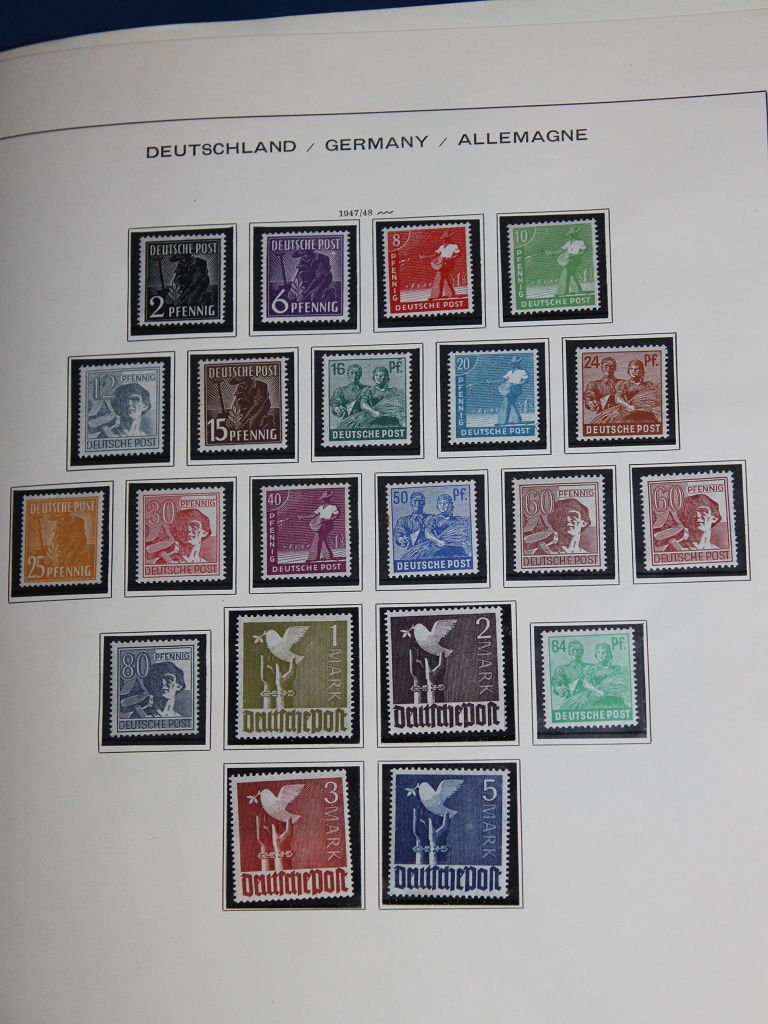 DEUTSCHLAND / GERMANY / ALLEMAGNE
1947/48
DEUTSCHE POST
2 PFENNIG
DEUTSCHE POST
6 PFENNIG
8
PFENNIG
DEUTSCHE POST
10
PFENNIG
DEUTSCHE POST
12 PFENNIG
DEUTSCHE POST
DEUTSCHE POST
15 PFENNIG
16 Pf.
DEUTSCHE POST
20
PFENNIG
DEUTSCHE POST
24 Pf.
DEUTSCHE POST
DEUTSCHE POST
25 PFENNIG
30 PFENNIG
DEUTSCHE POST
40
PFENNIG
DEUTSCHE POST
50 Pf.
DEUTSCHE POST
60 PFENNIG
DEUTSCHE POST
60 PFENNIG
DEUTSCHE POST
80 PFENNIG
DEUTSCHE POST
1 MARK
Deutsche Post
2 MARK
Deutsche Post
84 Pf.
DEUTSCHE POST
3 MARK
Deutsche Post
5 MARK
Deutsche Post